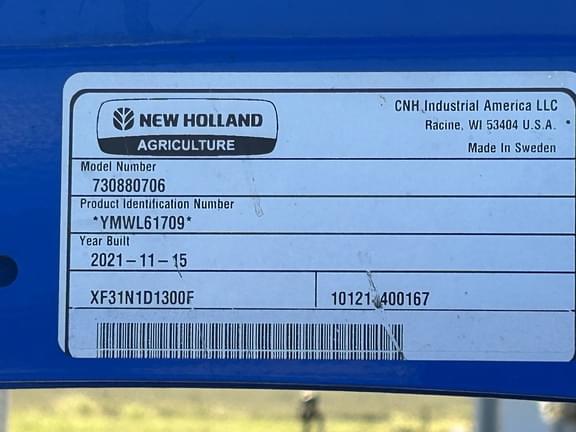 NEW HOLLAND
AGRICULTURE
CNH Industrial America LLC
Racine, WI 53404 U.S.A.
Made In Sweden
Model Number
730880706
Product Identification Number
*YMWL61709*
Year Built
2021-11-15
XF31N1D1300F